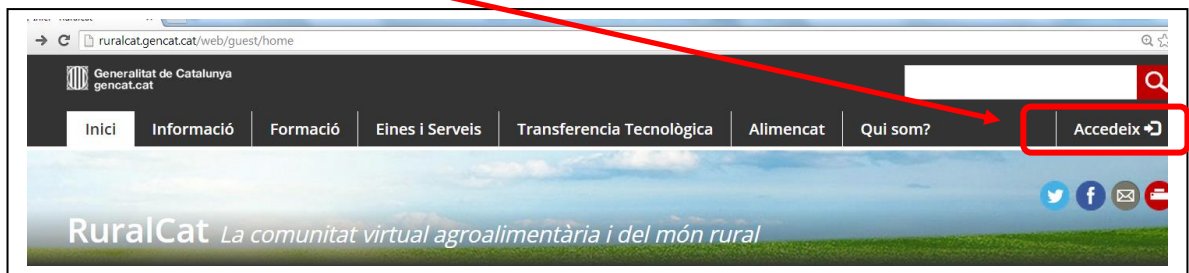 ruralcat.gencat.cat/web/guest/home
Generalitat de Catalunya
gencat.cat
Inici Informació Formació Eines i Serveis Transferencia Tecnològica Alimencat Qui som? Accedeix
RuralCat La comunitat virtual agroalimentària i del món rural